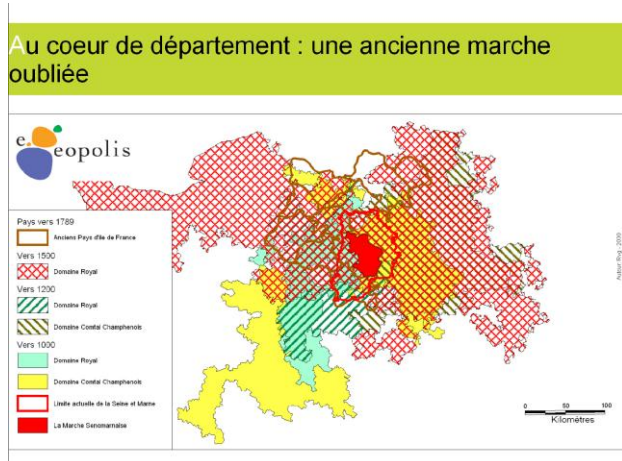 Au coeur de département : une ancienne marche
oubliée
e. eopolis
Pays vers 1789
Anciens Pays d'Ile de France
Vers 1500
Domaine Royal
Vers 1200
Domaine Royal
Domaine Comtal Champenois
Vers 1000
Domaine Royal
Domaine Comtal Champenois
Limite actuelle de la Seine et Marne
La Marche Senomarnaise
0 50 100
Kilomètres